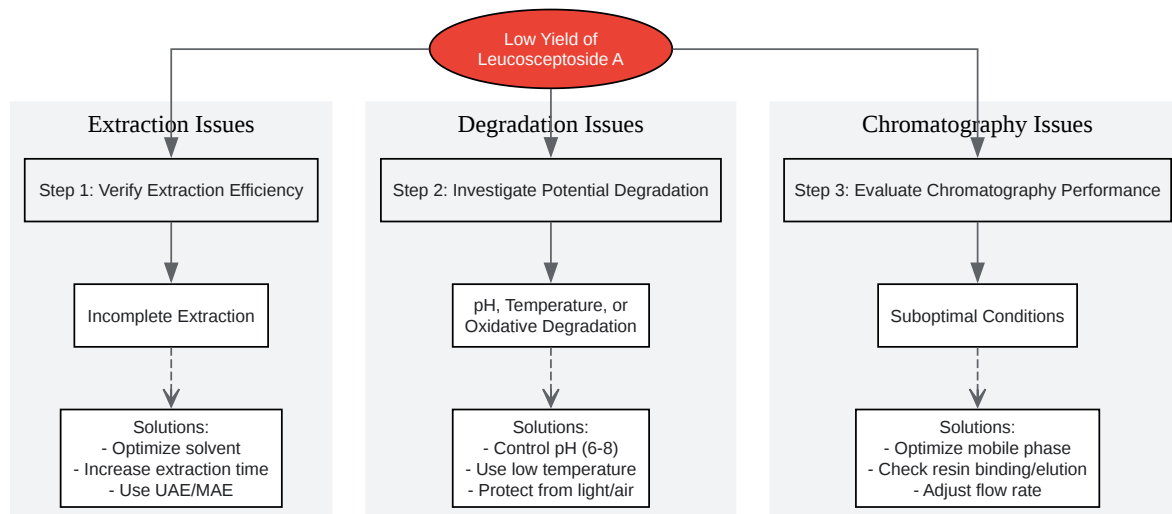 Low Yield of
Leucosceptoside A
Extraction Issues
Step 1: Verify Extraction Efficiency
Incomplete Extraction
Solutions:
- Optimize solvent
- Increase extraction time
- Use UAE/MAE
Degradation Issues
Step 2: Investigate Potential Degradation
pH, Temperature, or
Oxidative Degradation
Solutions:
- Control pH (6-8)
- Use low temperature
- Protect from light/air
Chromatography Issues
Step 3: Evaluate Chromatography Performance
Suboptimal Conditions
Solutions:
- Optimize mobile phase
- Check resin binding/elution
- Adjust flow rate